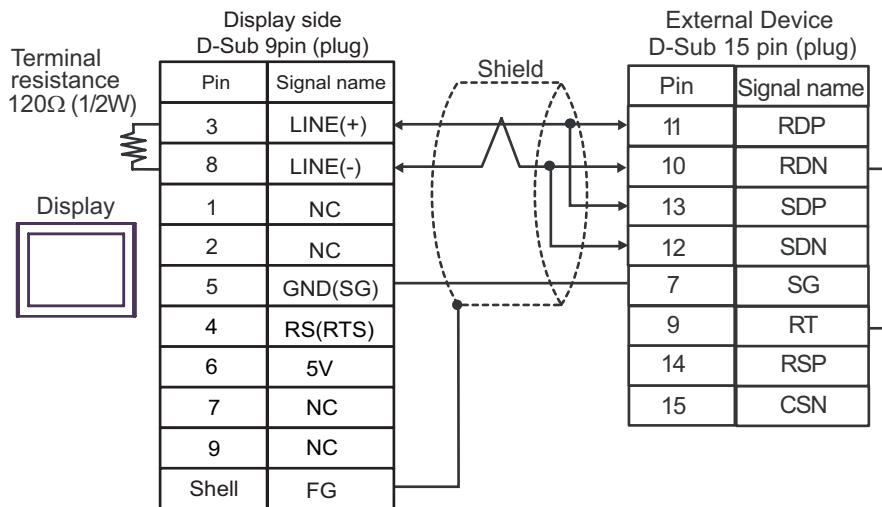 Display side
D-Sub 9pin (plug)
External Device
D-Sub 15 pin (plug)
Terminal
resistance
120Ω (1/2W)
Shield
Display
Pin Signal name
3 LINE(+)
8 LINE(-)
1 NC
2 NC
5 GND(SG)
4 RS(RTS)
6 5V
7 NC
9 NC
Shell FG
Pin Signal name
11 RDP
10 RDN
13 SDP
12 SDN
7 SG
9 RT
14 RSP
15 CSN